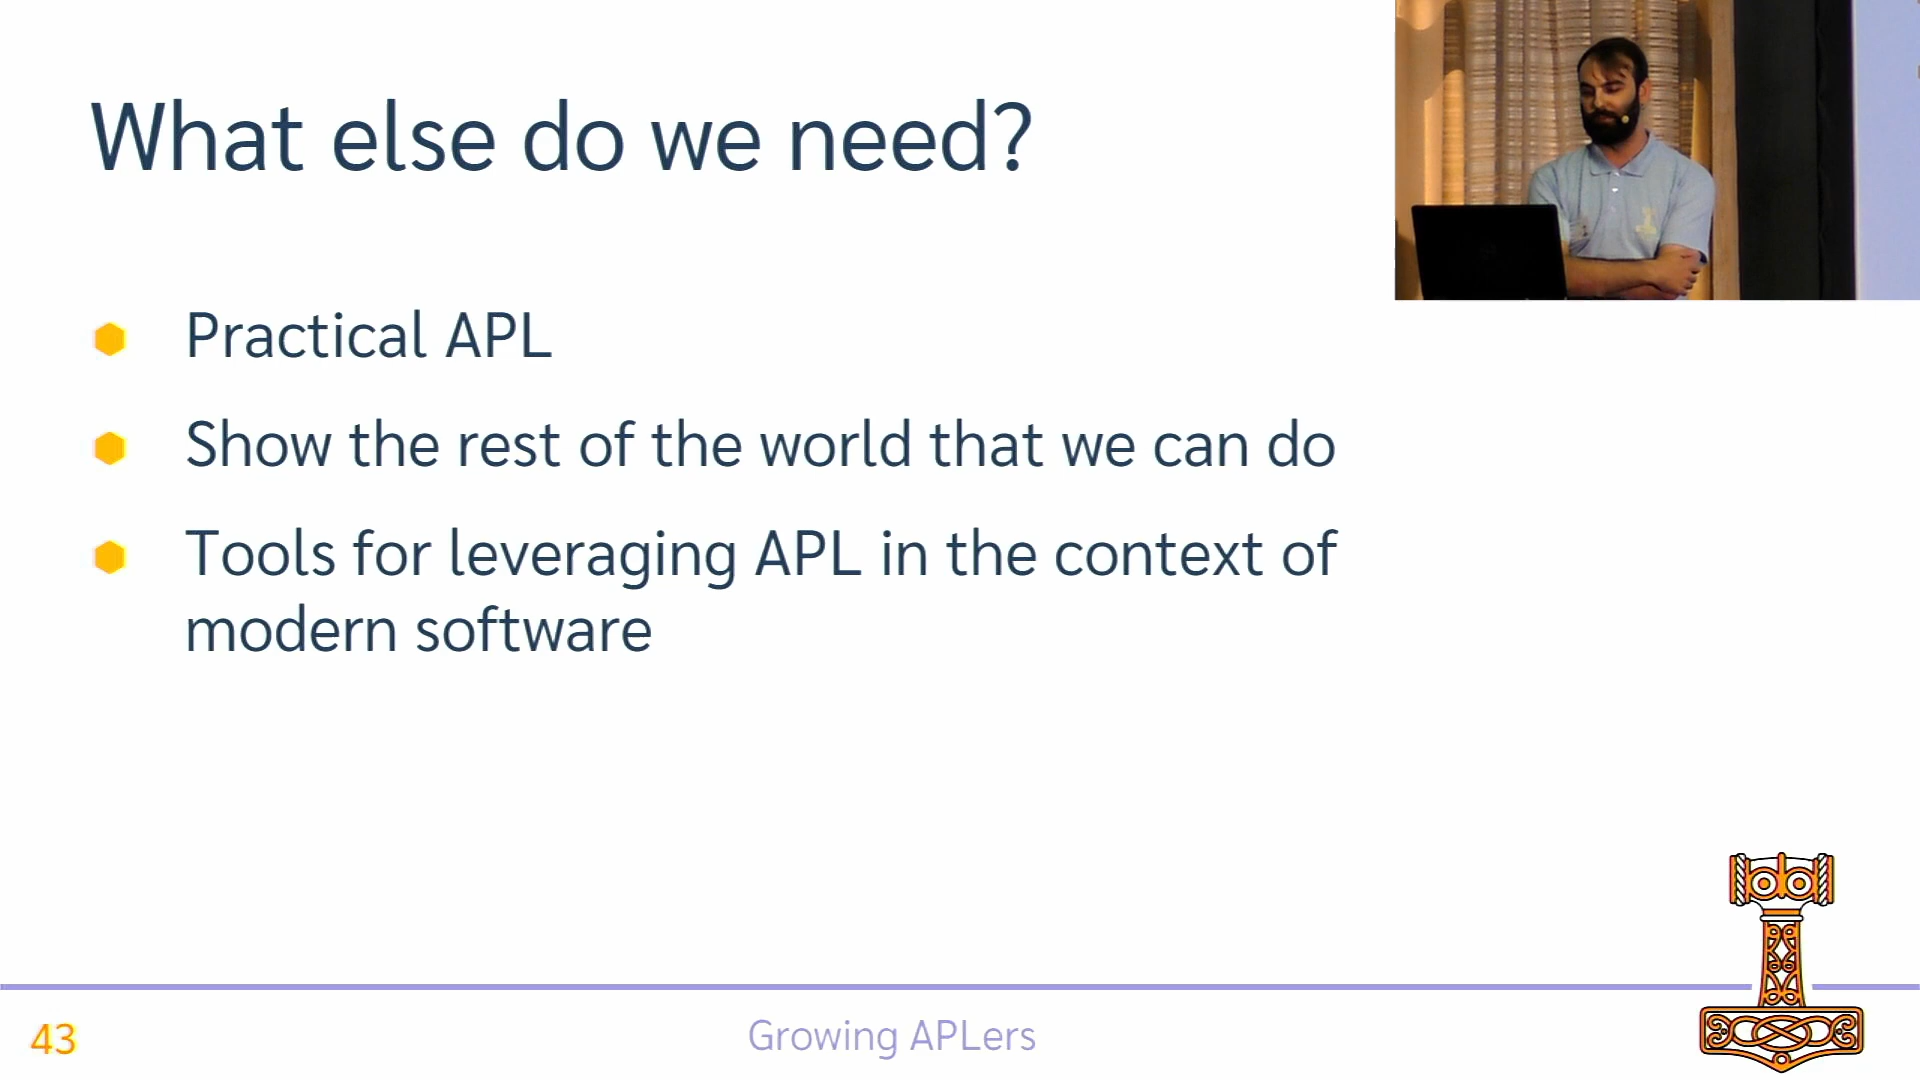 What else do we need?
Practical APL
Show the rest of the world that we can do
Tools for leveraging APL in the context of
modern software
43
Growing APLers